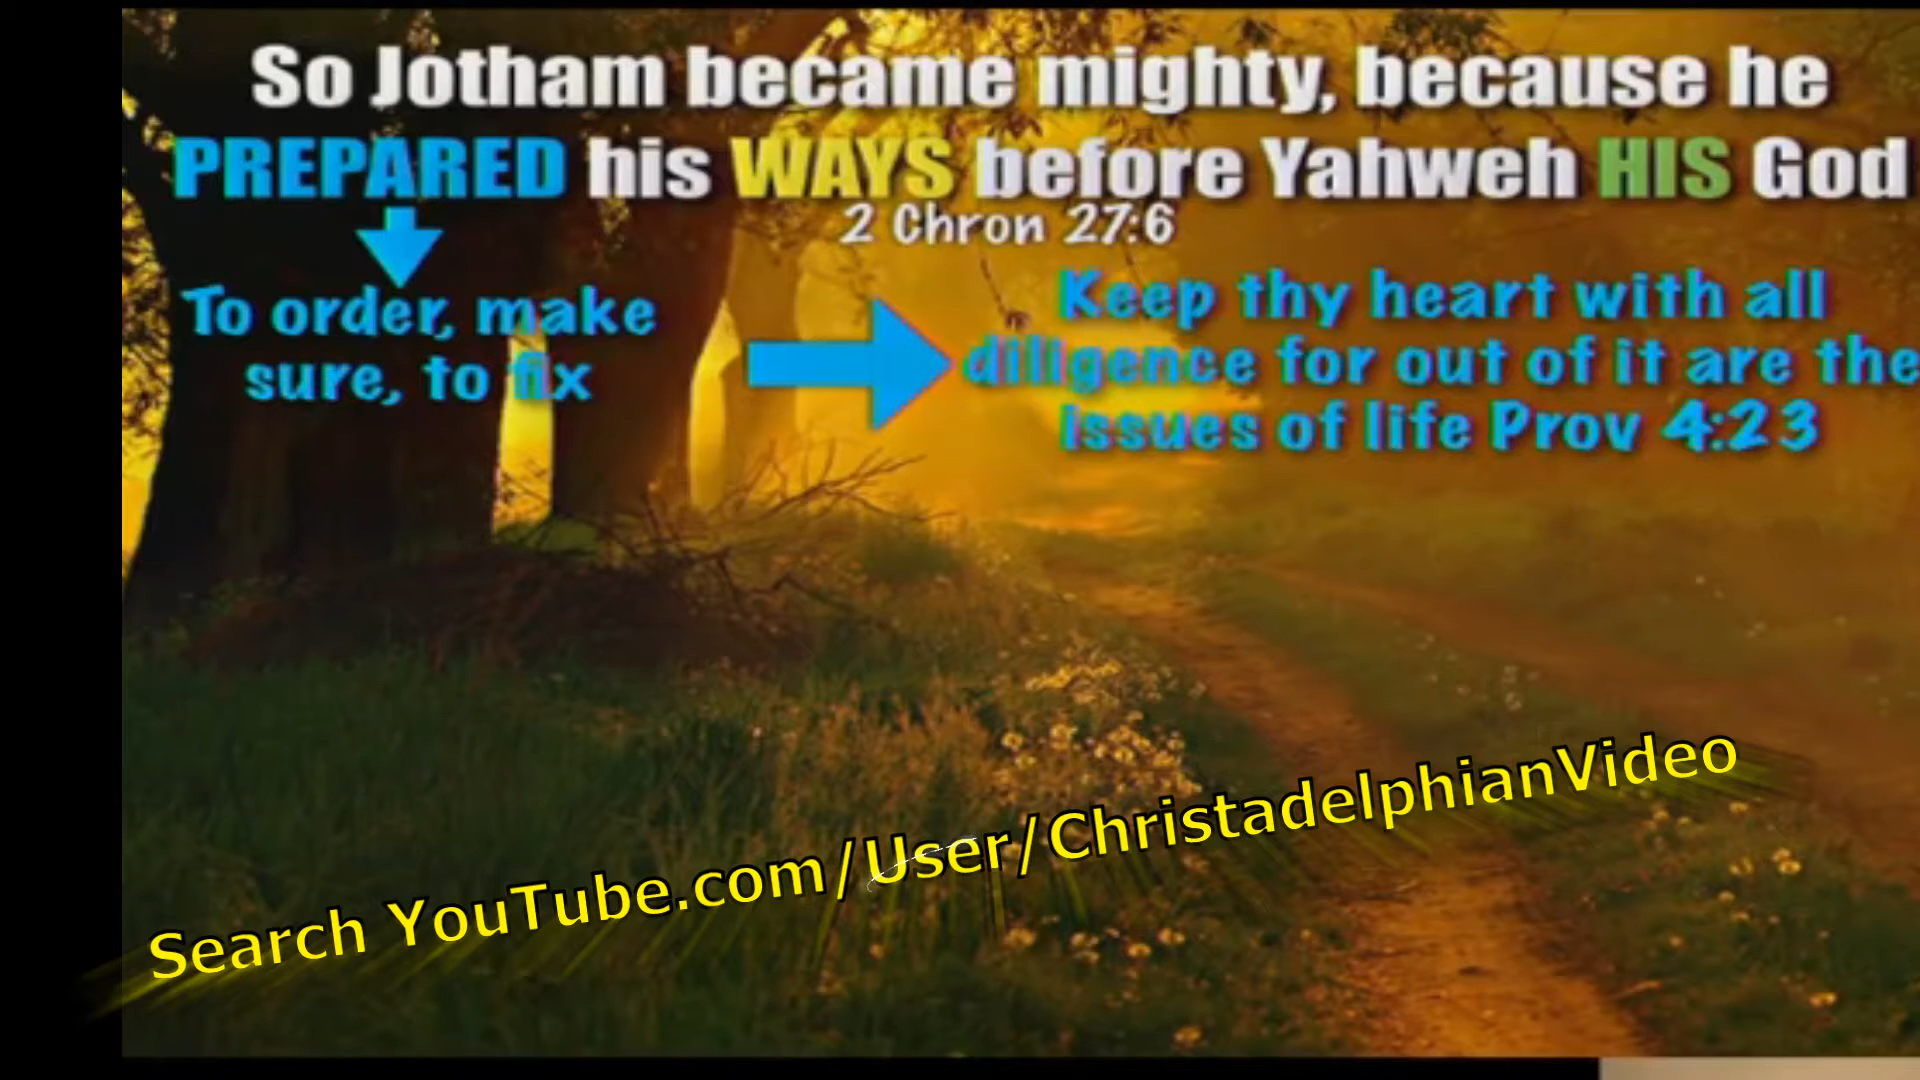 So Jotham became mighty, because he
PREPARED his WAYS before Yahweh HIS God
2 Chron 27:6
To order, make
sure, to fix
Keep thy heart with all
diligence for out of it are the
issues of life Prov 4:23
Search YouTube.com/User/ChristadelphianVideo